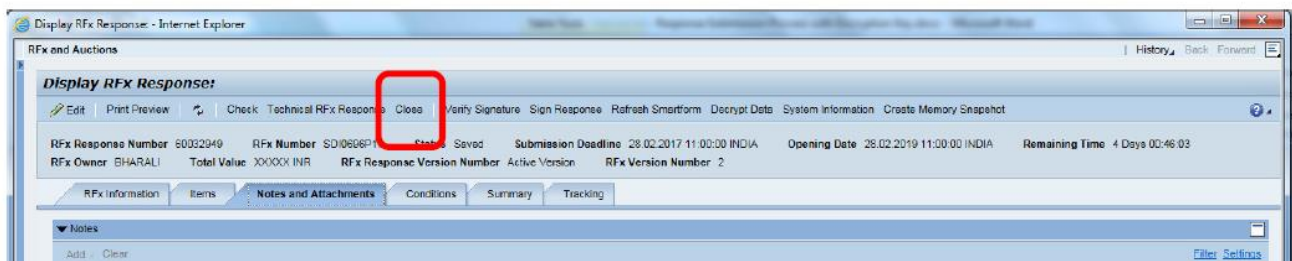 Display RFx Response: - Internet Explorer
RFx and Auctions | History Back Forward
Display RFx Response:
Edit Print Preview Check Technical RFx Response Close Verify Signature Sign Response Refresh Smartform Decrypt Data System Information Create Memory Snapshot
RFx Response Number 60032949 RFx Number SDI0696P1 Status Saved Submission Deadline 28.02.2017 11:00:00 INDIA Opening Date 28.02.2019 11:00:00 INDIA Remaining Time 4 Days 00:46:03
RFx Owner BHARALI Total Value XXXXX INR RFx Response Version Number Active Version RFx Version Number 2
RFx Information Items Notes and Attachments Conditions Summary Tracking
Notes
Add Clear Filter Settings